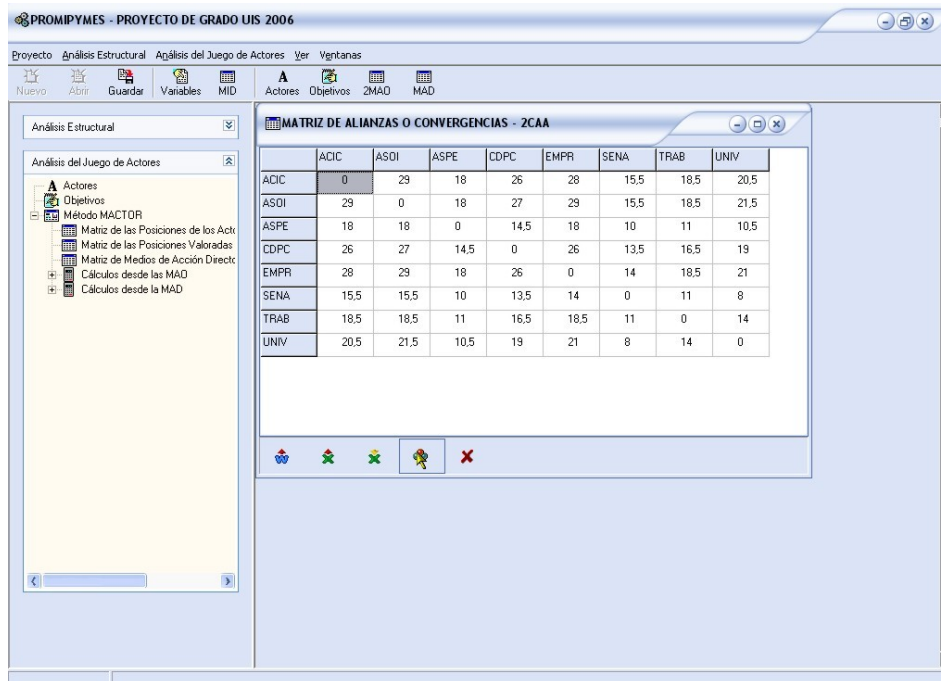 PROMIPYMES - PROYECTO DE GRADO UIS 2006
Proyecto Análisis Estructural Análisis del Juego de Actores Ver Ventanas
Nuevo Abrir Guardar Variables MID A Actores Objetivos 2MAO MAD
Análisis Estructural
Análisis del Juego de Actores
A Actores
Objetivos
Método MACTOR
Matriz de las Posiciones de los Act
Matriz de las Posiciones Valoradas
Matriz de Medios de Acción Direct
Cálculos desde las MAO
Cálculos desde la MAD
MATRIZ DE ALIANZAS O CONVERGENCIAS - 2CAA
ACIC ASOI ASPE CDPC EMPR SENA TRAB UNIV
ACIC 0 29 18 26 28 15,5 18,5 20,5
ASOI 29 0 18 27 29 15,5 18,5 21,5
ASPE 18 18 0 14,5 18 10 11 10,5
CDPC 26 27 14,5 0 26 13,5 16,5 19
EMPR 28 29 18 26 0 14 18,5 21
SENA 15,5 15,5 10 13,5 14 0 11 8
TRAB 18,5 18,5 11 16,5 18,5 11 0 14
UNIV 20,5 21,5 10,5 19 21 8 14 0